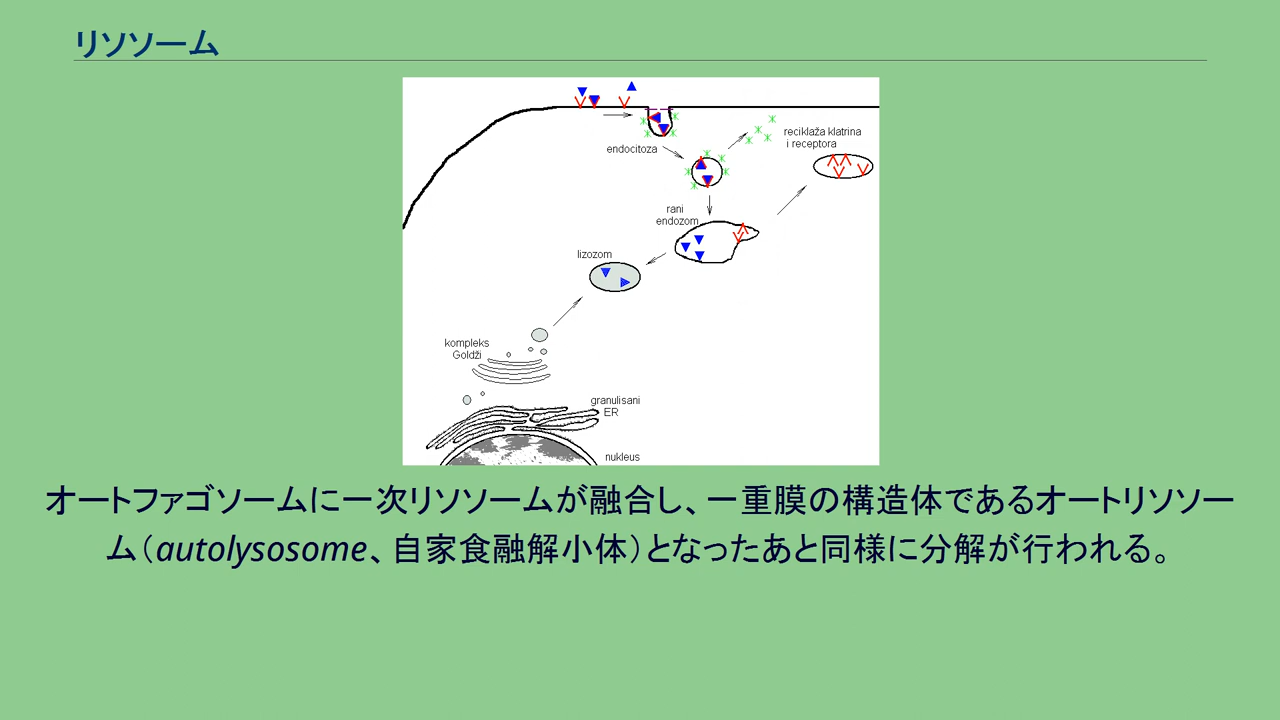 リソソーム
endocitoza
reciklaža klatrina
i receptora
rani
endozom
lizozom
kompleks
Goldži
granulisani
ER
nukleus
オートファゴソームに一次リソソームが融合し、一重膜の構造体であるオートリソソー
ム（autolysosome、自家食融解小体）となったあと同様に分解が行われる。